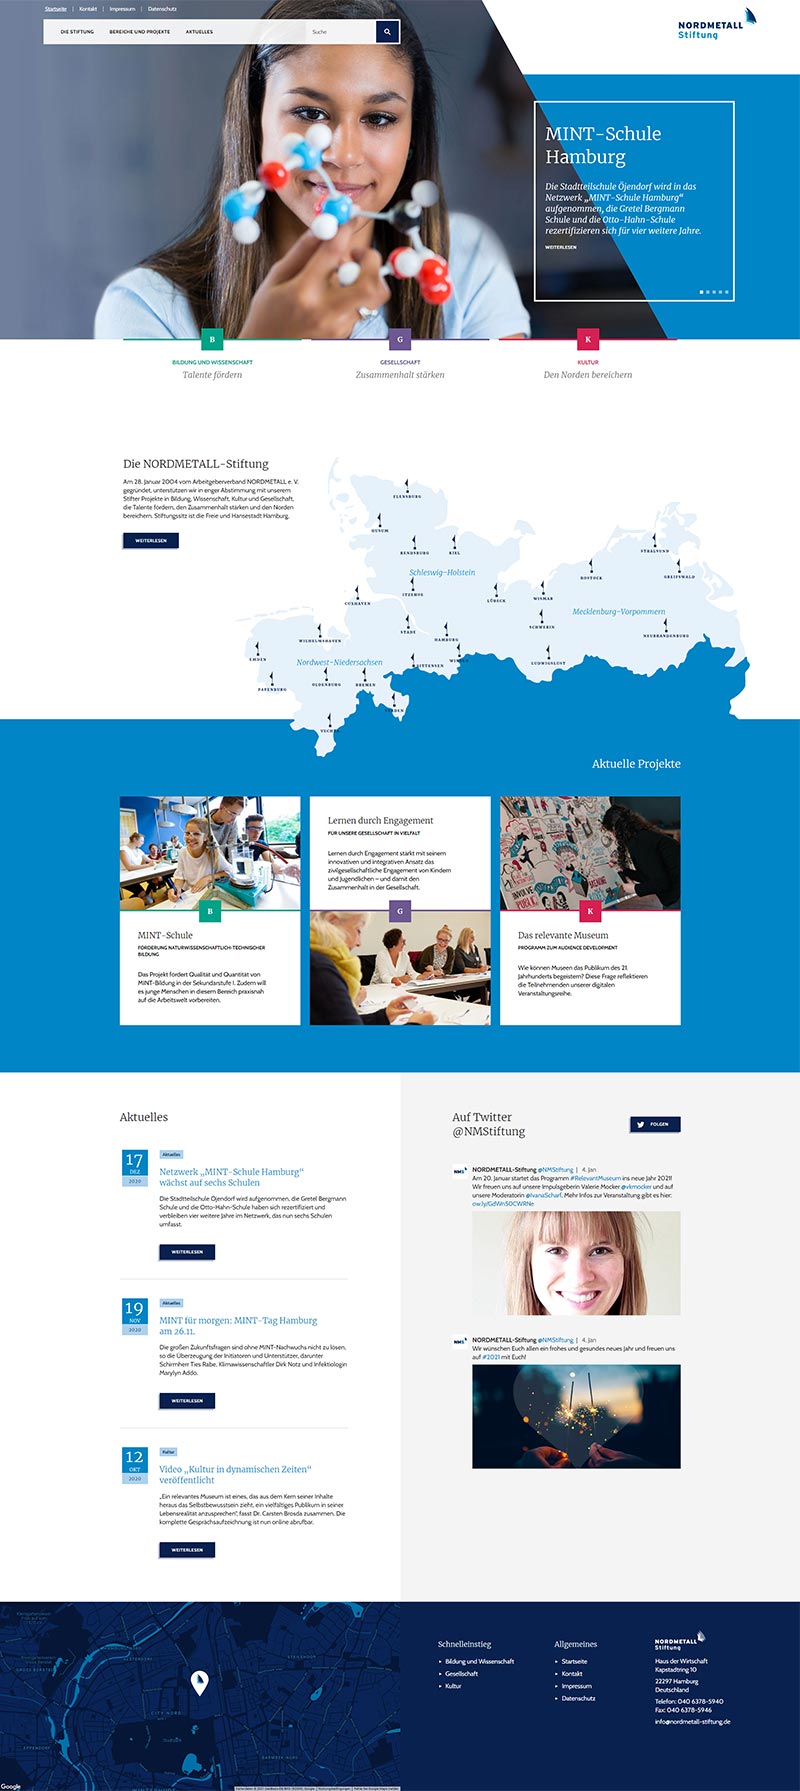 Startseite | Kontakt | Impressum | Datenschutz
NORDMETALL
Stiftung
DIE STIFTUNG BEREICHE UND PROJEKTE AKTUELLES Suche
MINT-Schule
Hamburg
Die Stadtteilschule Öjendorf wird in das
Netzwerk „MINT-Schule Hamburg“
aufgenommen, die Gretel Bergmann
Schule und die Otto-Hahn-Schule
rezertifizieren sich für vier weitere Jahre.
WEITERLESEN
B
BILDUNG UND WISSENSCHAFT
Talente fördern
G
GESELLSCHAFT
Zusammenhalt stärken
K
KULTUR
Den Norden bereichern
Die NORDMETALL-Stiftung
Am 28. Januar 2004 vom Arbeitgeberverband NORDMETALL e. V.
gegründet, unterstützen wir in enger Abstimmung mit unserem
Stifter Projekte in Bildung, Wissenschaft, Kultur und Gesellschaft,
die Talente fördern, den Zusammenhalt stärken und den Norden
bereichern. Stiftungssitz ist die Freie und Hansestadt Hamburg.
WEITERLESEN
FLENSBURG
HUSUM
RENDSBURG
KIEL
STRALSUND
Schleswig-Holstein
ROSTOCK
GREIFSWALD
ITZEHOE
CUXHAVEN
LÜBECK
WISMAR
Mecklenburg-Vorpommern
STADE
SCHWERIN
HAMBURG
NEUBRANDENBURG
WILHELMSHAVEN
EMDEN
Nordwest-Niedersachsen
SITTENSEN
LUDWIGSLUST
PAPENBURG
OLDENBURG
BREMEN
Aktuelle Projekte
B
MINT-Schule
FÖRDERUNG NATURWISSENSCHAFTLICH-TECHNISCHER
BILDUNG
Das Projekt fördert Qualität und Quantität von
MINT-Bildung in der Sekundarstufe I. Zudem will
es junge Menschen in diesem Bereich praxisnah
auf die Arbeitswelt vorbereiten.
Lernen durch Engagement
FÜR UNSERE GESELLSCHAFT IN VIELFALT
Lernen durch Engagement stärkt mit seinem
innovativen und integrativen Ansatz das
zivilgesellschaftliche Engagement von Kindern
und Jugendlichen – und damit den
Zusammenhalt in der Gesellschaft.
G
K
Das relevante Museum
PROGRAMM ZUM AUDIENCE DEVELOPMENT
Wie können Museen das Publikum des 21.
Jahrhunderts begeistern? Diese Frage reflektieren
die Teilnehmenden unserer digitalen
Veranstaltungsreihe.
Aktuelles
17
DEZ
2020
Aktuelles
Netzwerk „MINT-Schule Hamburg“
wächst auf sechs Schulen
Die Stadtteilschule Öjendorf wird aufgenommen, die Gretel Bergmann
Schule und die Otto-Hahn-Schule haben sich rezertifiziert und
verbleiben vier weitere Jahre im Netzwerk, das nun sechs Schulen
umfasst.
WEITERLESEN
19
NOV
2020
Aktuelles
MINT für morgen: MINT-Tag Hamburg
am 26.11.
Die großen Zukunftsfragen sind ohne MINT-Nachwuchs nicht zu lösen,
so die Überzeugung der Initiatoren und Unterstützer, darunter
Schirmherr Ties Rabe, Klimawissenschaftler Dirk Notz und Infektiologin
Marylyn Addo.
WEITERLESEN
12
OKT
2020
Kultur
Video „Kultur in dynamischen Zeiten“
veröffentlicht
„Ein relevantes Museum ist eines, das aus dem Kern seiner Inhalte
heraus das Selbstbewusstsein zieht, ein vielfältiges Publikum in seiner
Lebensrealität anzusprechen“, fasst Dr. Carsten Brosda zusammen. Die
komplette Gesprächsaufzeichnung ist nun online abrufbar.
WEITERLESEN
Auf Twitter
@NMStiftung
FOLGEN
NMS
NORDMETALL-Stiftung @NMStiftung | 4. Jan
Am 20. Januar startet das Programm #RelevantMuseum ins neue Jahr 2021!
Wir freuen uns auf unsere Impulsgeberin Valerie Mocker @vkmocker und auf
unsere Moderatorin @IvanaScharf. Mehr Infos zur Veranstaltung gibt es hier:
ow.ly/GdWn50CWRNe
NMS
NORDMETALL-Stiftung @NMStiftung | 4. Jan
Wir wünschen Euch allen ein frohes und gesundes neues Jahr und freuen uns
auf #2021 mit Euch!
CITY NORD
WINTERHUDE
Google
Schnelleinstieg
Bildung und Wissenschaft
Gesellschaft
Kultur
Allgemeines
Startseite
Kontakt
Impressum
Datenschutz
NORDMETALL
Stiftung
Haus der Wirtschaft
Kapstadtring 10
22297 Hamburg
Deutschland
Telefon: 040 6378-5940
Fax: 040 6378-5946
info@nordmetall-stiftung.de